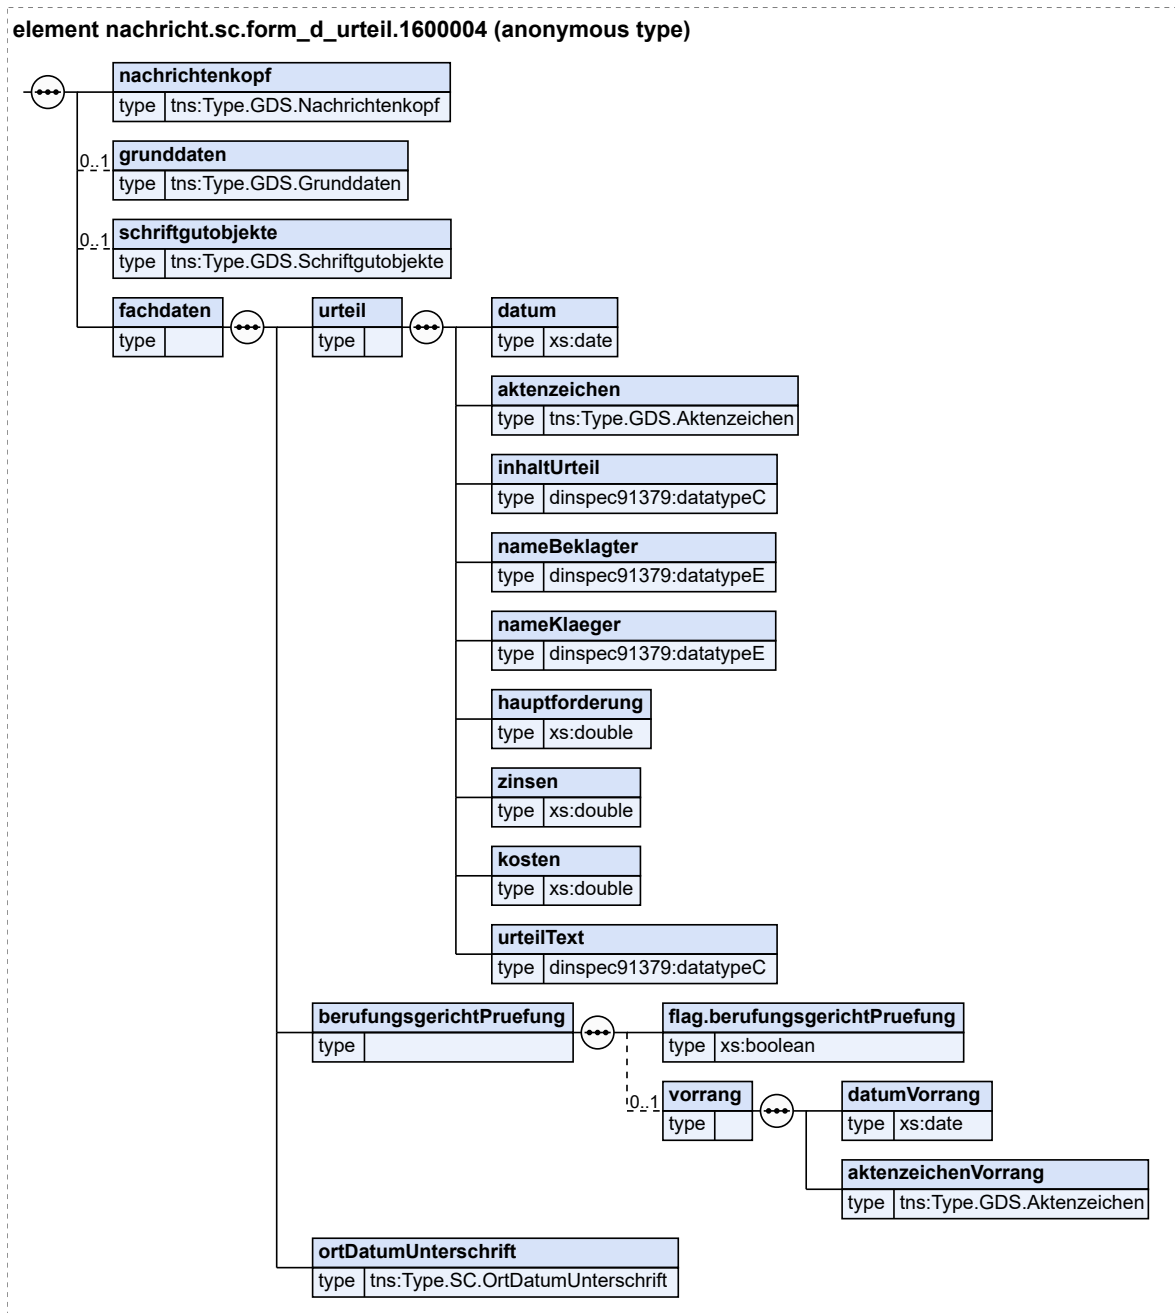 element nachricht.sc.form_d_urteil.1600004 (anonymous type)
nachrichtenkopf
type tns:Type.GDS.Nachrichtenkopf
0..1
grunddaten
type tns:Type.GDS.Grunddaten
0..1
schriftgutobjekte
type tns:Type.GDS.Schriftgutobjekte
fachdaten
type
urteil
type
datum
type xs:date
aktenzeichen
type tns:Type.GDS.Aktenzeichen
inhaltUrteil
type dinspec91379:datatypeC
nameBeklagter
type dinspec91379:datatypeE
nameKlaeger
type dinspec91379:datatypeE
hauptforderung
type xs:double
zinsen
type xs:double
kosten
type xs:double
urteilText
type dinspec91379:datatypeC
berufungsgerichtPruefung
type
flag.berufungsgerichtPruefung
type xs:boolean
0..1
vorrang
type
datumVorrang
type xs:date
aktenzeichenVorrang
type tns:Type.GDS.Aktenzeichen
ortDatumUnterschrift
type tns:Type.SC.OrtDatumUnterschrift